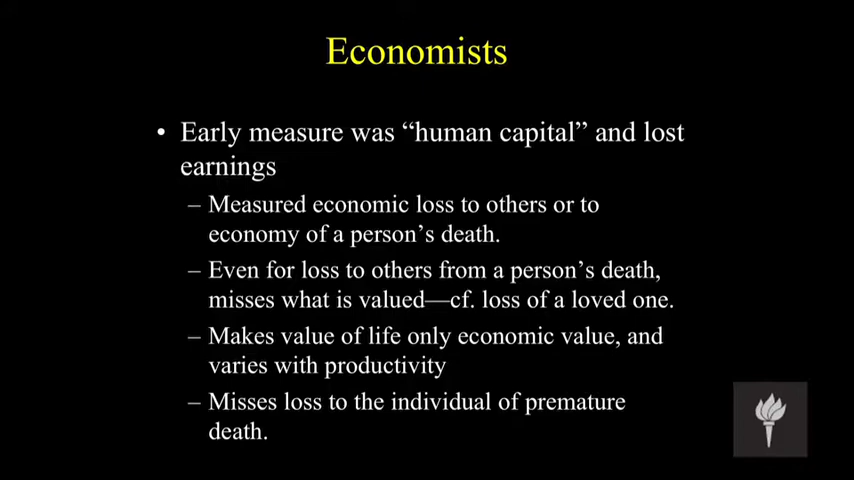 Economists
• Early measure was “human capital” and lost
earnings
– Measured economic loss to others or to
economy of a person’s death.
– Even for loss to others from a person’s death,
misses what is valued—cf. loss of a loved one.
– Makes value of life only economic value, and
varies with productivity
– Misses loss to the individual of premature
death.